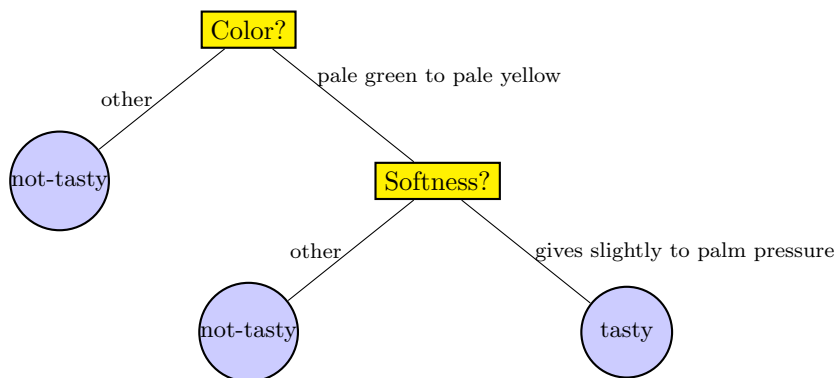 Color?
pale green to pale yellow
other
not-tasty
Softness?
other
gives slightly to palm pressure
not-tasty
tasty